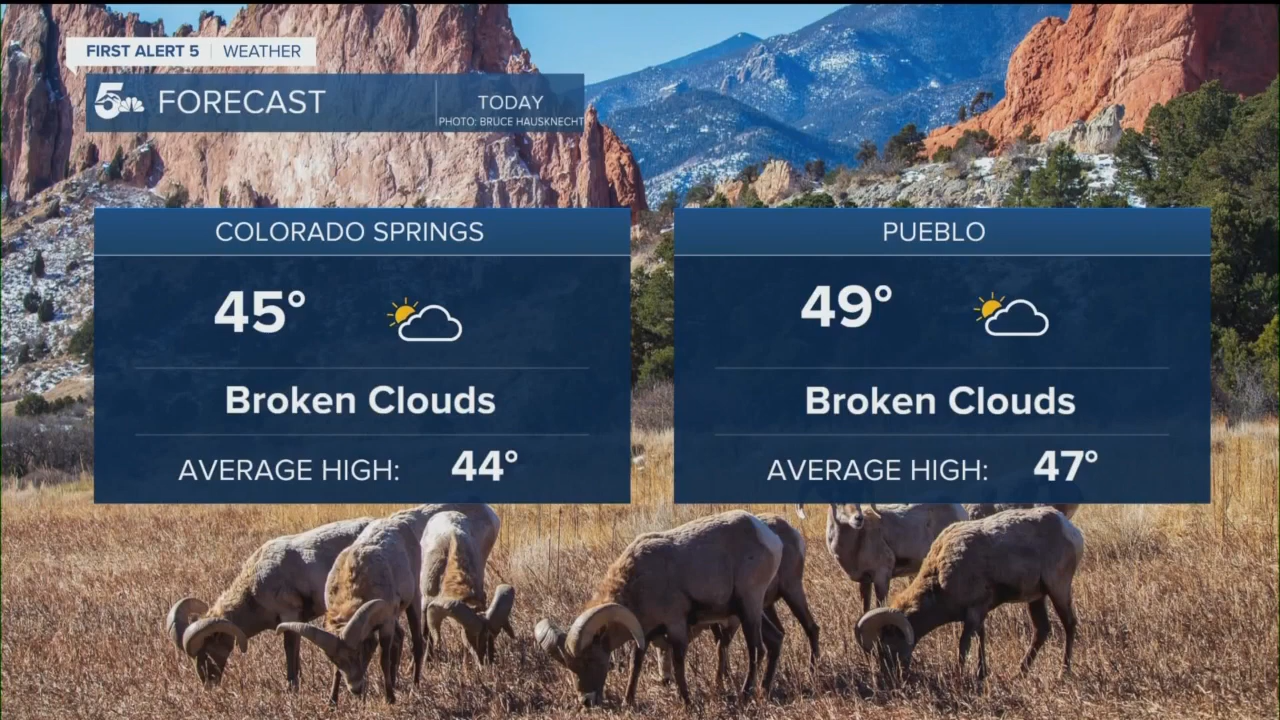 FIRST ALERT 5 | WEATHER
5 FORECAST
TODAY
PHOTO: BRUCE HAUSKNECHT
COLORADO SPRINGS
45°
Broken Clouds
AVERAGE HIGH: 44°
PUEBLO
49°
Broken Clouds
AVERAGE HIGH: 47°